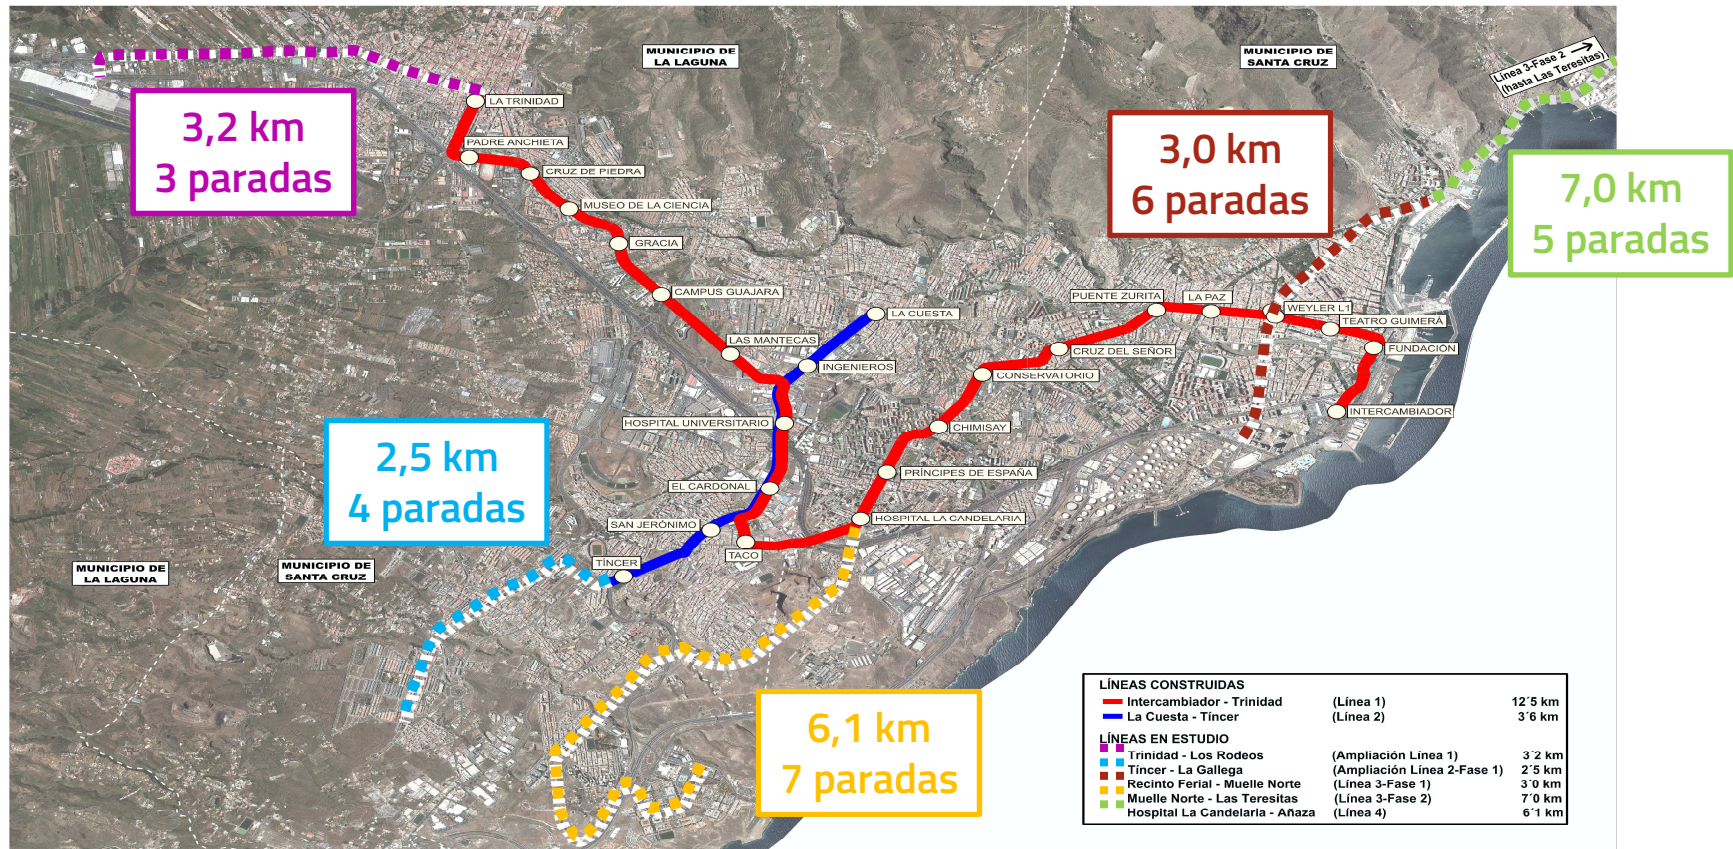 MUNICIPIO DE
LA LAGUNA
MUNICIPIO DE
SANTA CRUZ
Línea 3-Fase 2
(hasta Las Teresitas)
3,2 km
3 paradas
3,0 km
6 paradas
7,0 km
5 paradas
LA TRINIDAD
PADRE ANCHIETA
CRUZ DE PIEDRA
MUSEO DE LA CIENCIA
GRACIA
CAMPUS GUAJARA
LAS MANTECAS
LA CUESTA
INGENIEROS
PUENTE ZURITA
LA PAZ
WEYLER L1
TEATRO GUIMERÁ
FUNDACIÓN
CRUZ DEL SEÑOR
CONSERVATORIO
INTERCAMBIADOR
HOSPITAL UNIVERSITARIO
CHIMISAY
2,5 km
4 paradas
EL CARDONAL
PRÍNCIPES DE ESPAÑA
SAN JERÓNIMO
HOSPITAL LA CANDELARIA
TACO
TÍNCER
MUNICIPIO DE
LA LAGUNA
MUNICIPIO DE
SANTA CRUZ
6,1 km
7 paradas
LÍNEAS CONSTRUIDAS
Intercambiador - Trinidad (Línea 1) 12´5 km
La Cuesta - Tíncer (Línea 2) 3´6 km
LÍNEAS EN ESTUDIO
Trinidad - Los Rodeos (Ampliación Línea 1) 3´2 km
Tíncer - La Gallega (Ampliación Línea 2-Fase 1) 2´5 km
Recinto Ferial - Muelle Norte (Línea 3-Fase 1) 3´0 km
Muelle Norte - Las Teresitas (Línea 3-Fase 2) 7´0 km
Hospital La Candelaria - Añaza (Línea 4) 6´1 km